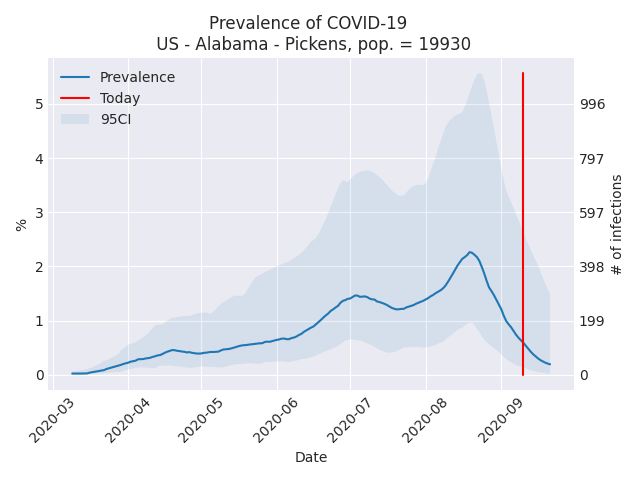 Prevalence of COVID-19
US - Alabama - Pickens, pop. = 19930
Prevalence
Today
95CI
5
4
3
2
1
0
%
996
797
597
398
199
0
# of infections
2020-03
2020-04
2020-05
2020-06
2020-07
2020-08
2020-09
Date